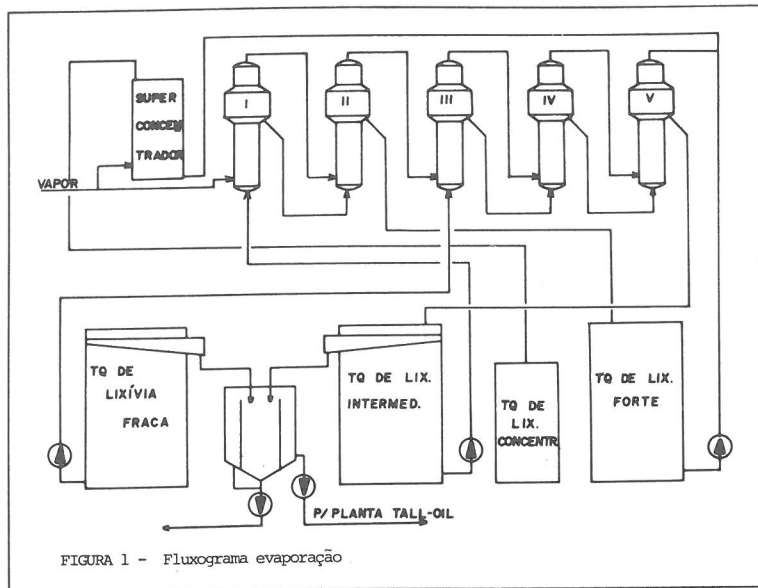 SUPER
CONCEN
TRADOR
I
II
III
IV
V
VAPOR
TQ DE
LIXÍVIA
FRACA
TQ DE LIX.
INTERMED.
TQ DE
LIX.
CONCENTR.
TQ DE LIX.
FORTE
P/ PLANTA TALL-OIL
FIGURA 1 - Fluxograma evaporação